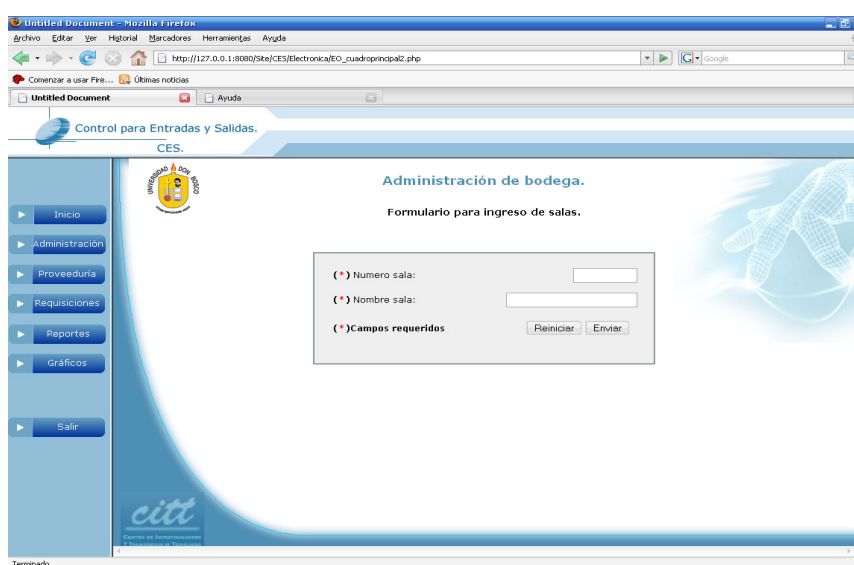 Untitled Document - Mozilla Firefox
Archivo Editar Ver Historial Marcadores Herramientas Ayuda
http://127.0.0.1:8080/Site/CES/Electronica/EO_cuadroprincipal2.php
G Google
Comenzar a usar Fire... Últimas noticias
Untitled Document Ayuda
Control para Entradas y Salidas.
CES.
UNIVERSIDAD DON BOSCO
Administración de bodega.
Formulario para ingreso de salas.
Inicio
Administración
Proveeduría
Requisiciones
Reportes
Gráficos
Salir
(*) Numero sala:
(*) Nombre sala:
(*)Campos requeridos Reiniciar Enviar
citt
Terminado